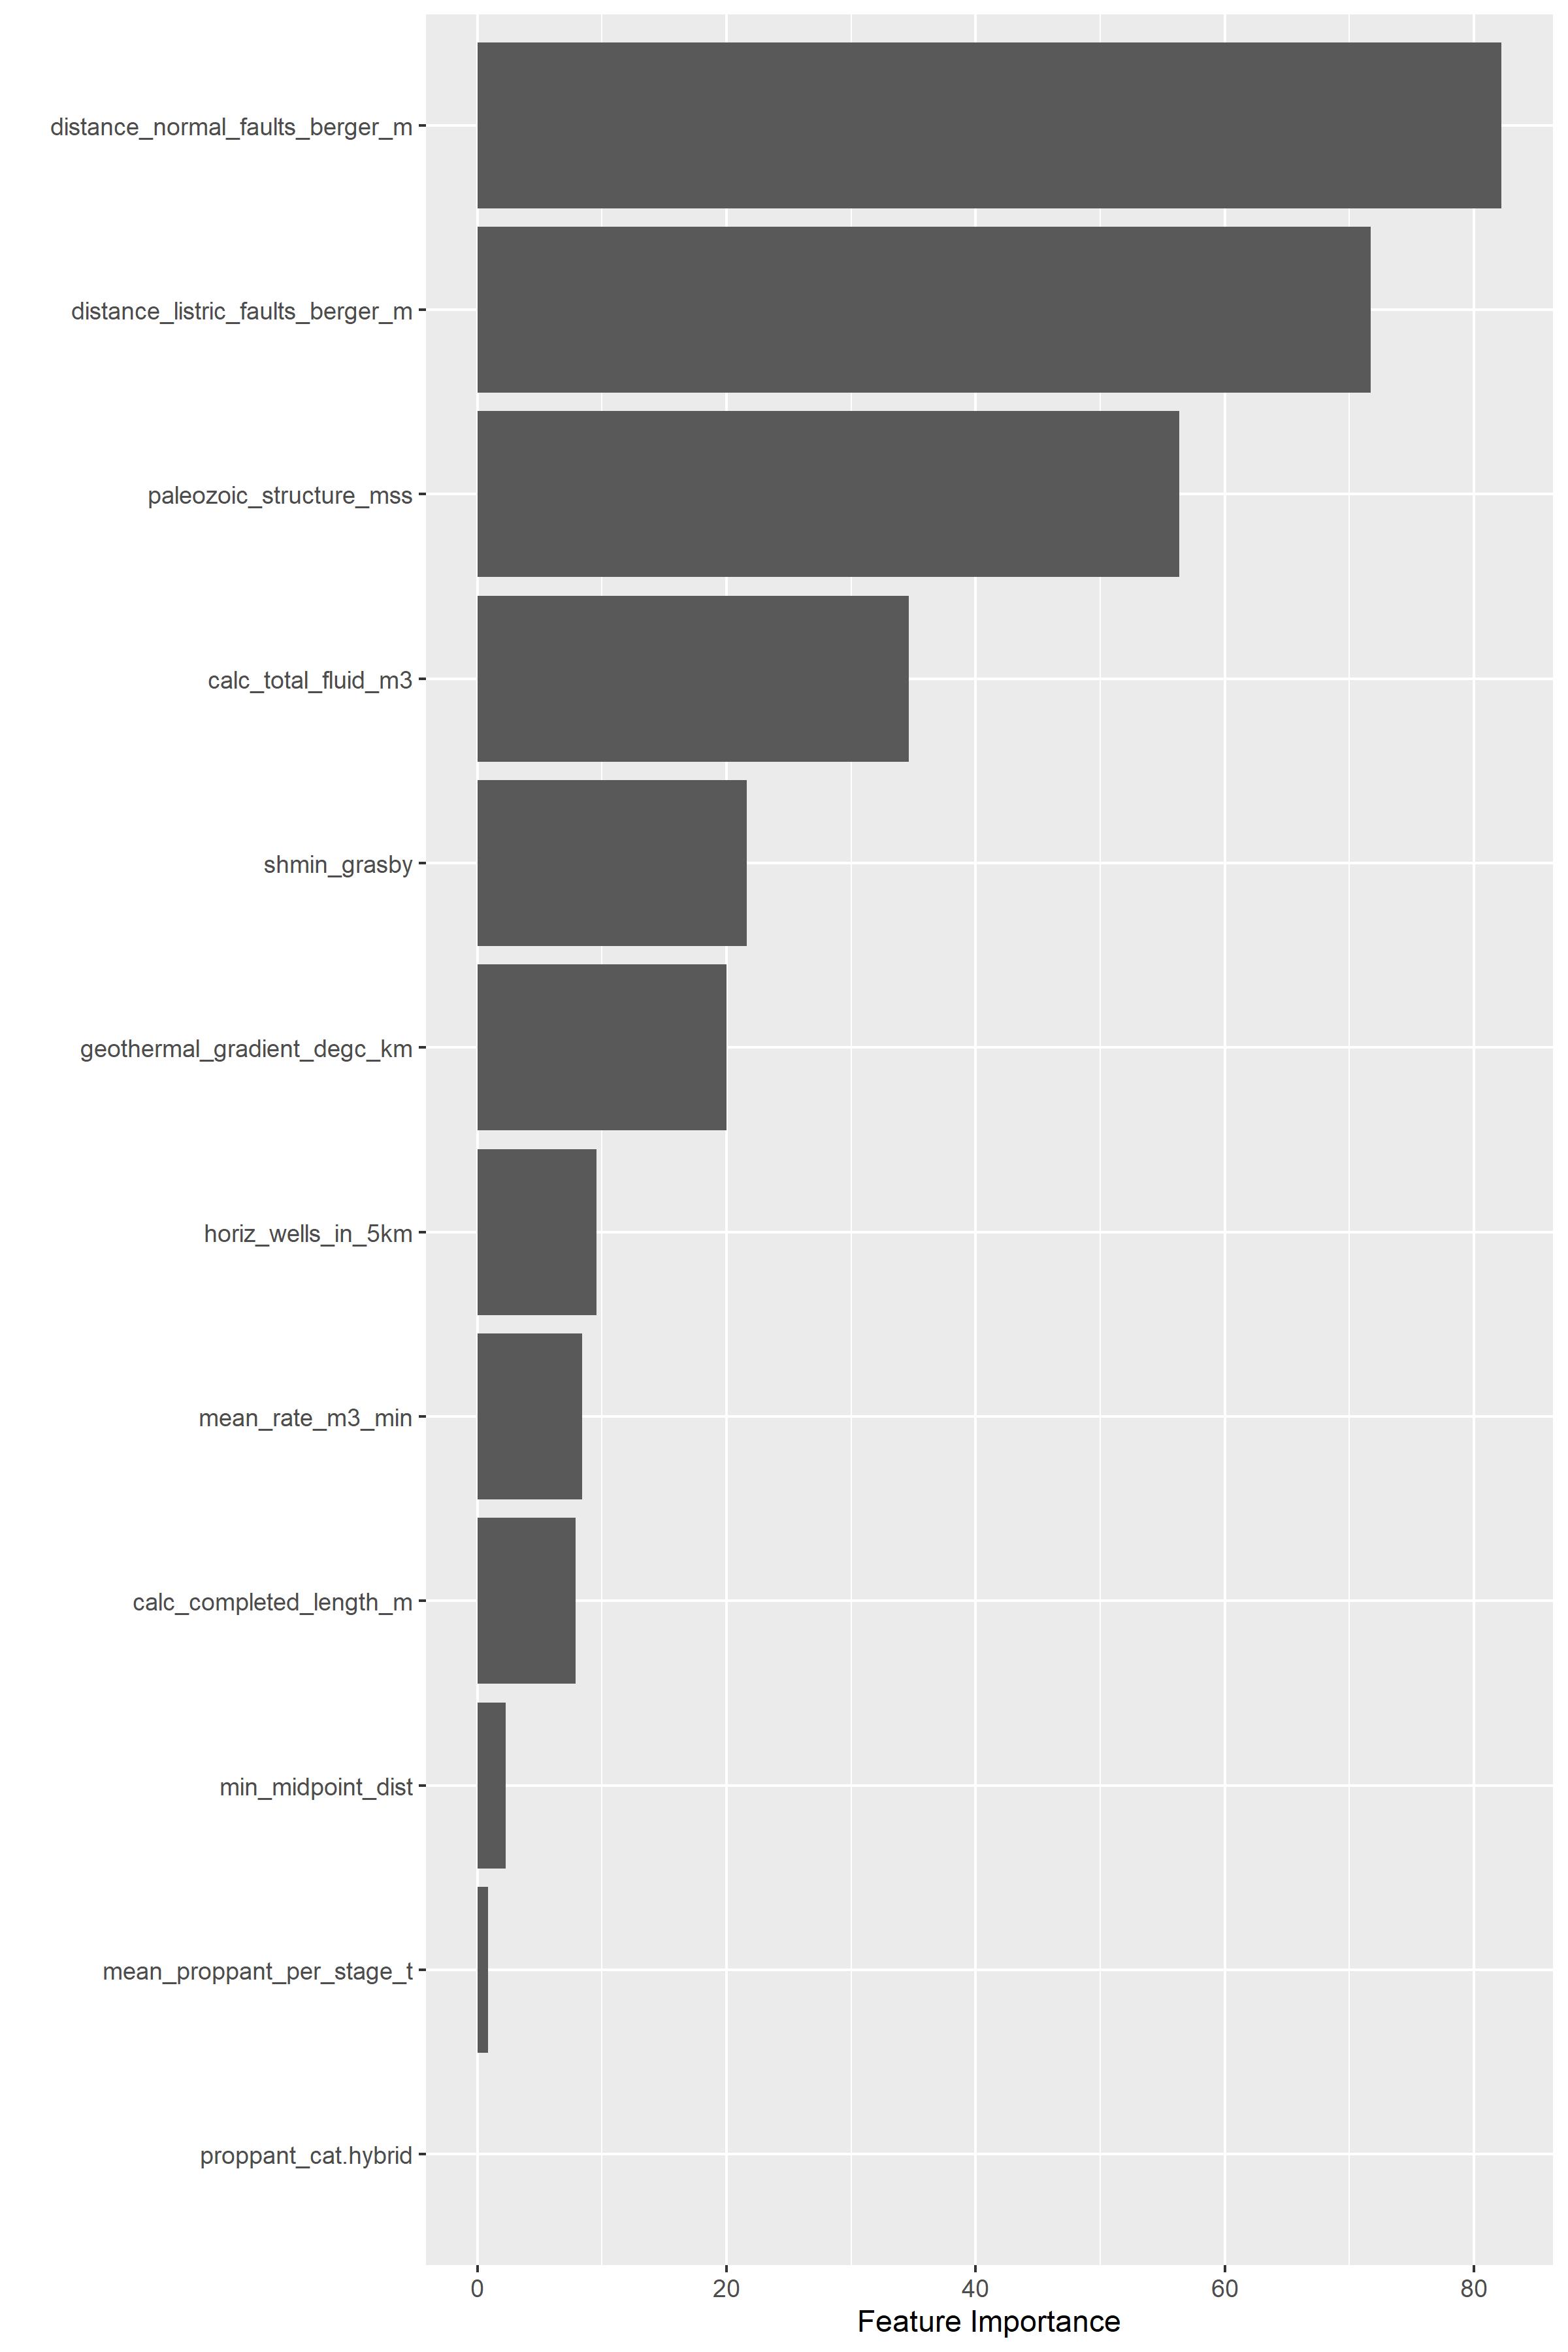 distance_normal_faults_berger_m
distance_listric_faults_berger_m
paleozoic_structure_mss
calc_total_fluid_m3
shmin_grasby
geothermal_gradient_degc_km
horiz_wells_in_5km
mean_rate_m3_min
calc_completed_length_m
min_midpoint_dist
mean_proppant_per_stage_t
proppant_cat.hybrid
0 20 40 60 80
Feature Importance